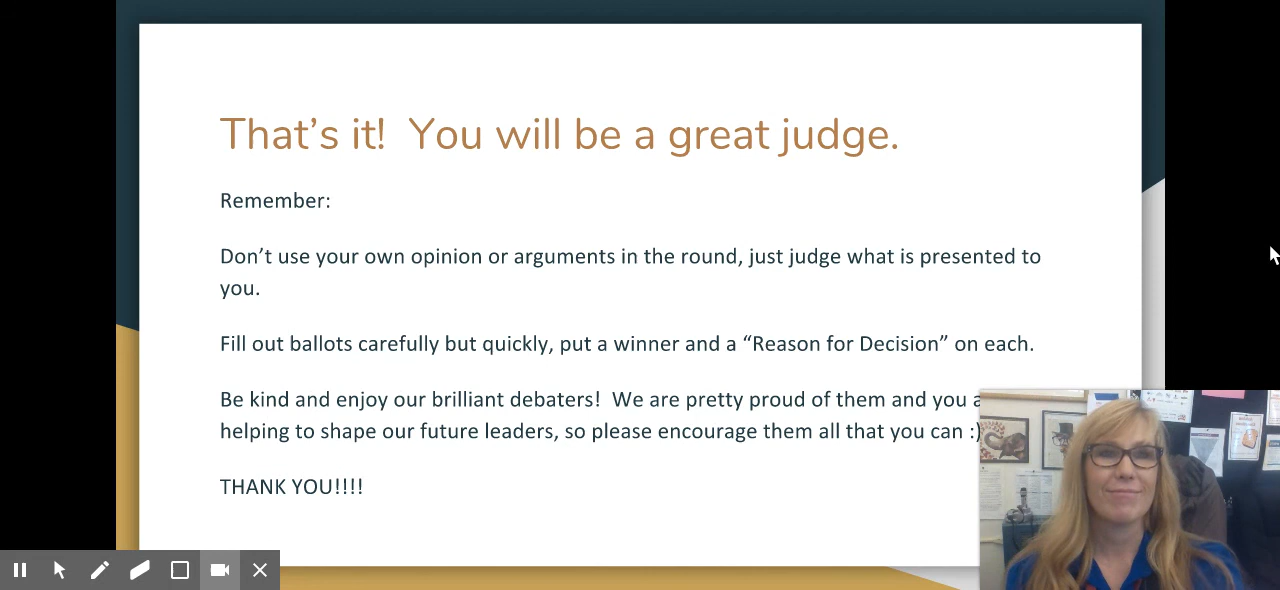 That’s it!  You will be a great judge.
Remember:
Don’t use your own opinion or arguments in the round, just judge what is presented to
you.
Fill out ballots carefully but quickly, put a winner and a “Reason for Decision” on each.
Be kind and enjoy our brilliant debaters!  We are pretty proud of them and you
helping to shape our future leaders, so please encourage them all that you can :)
THANK YOU!!!!